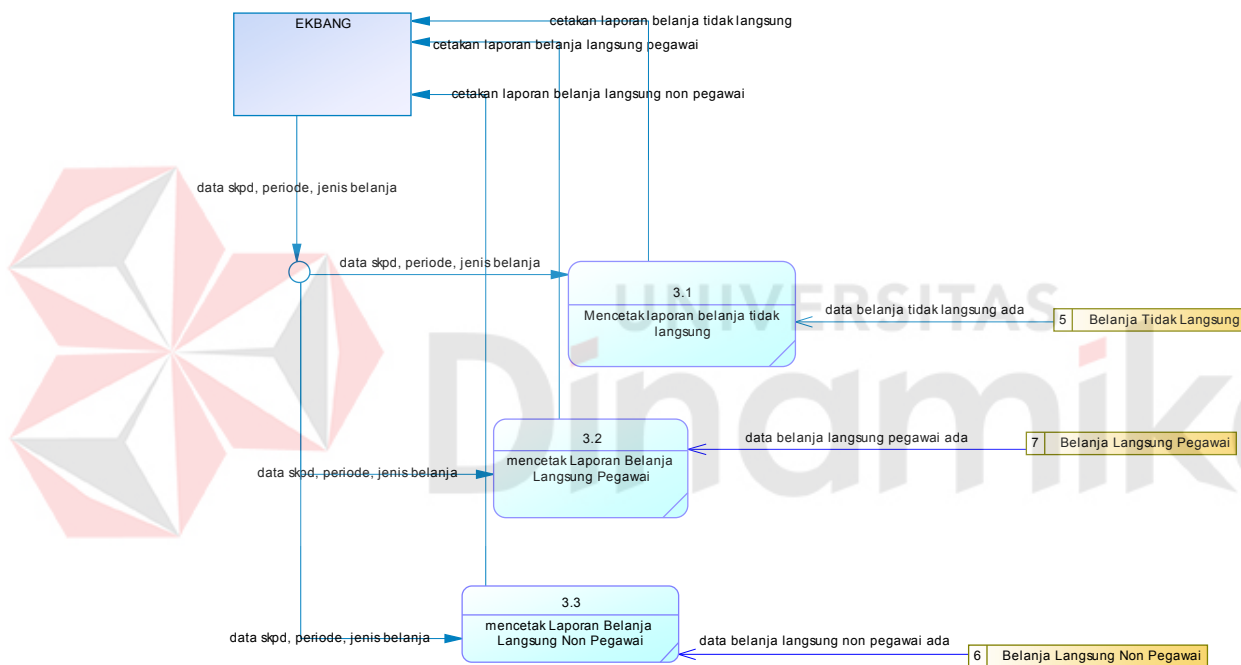 EKBANG
cetakan laporan belanja tidak langsung
cetakan laporan belanja langsung pegawai
cetakan laporan belanja langsung non pegawai
data skpd, periode, jenis belanja
data skpd, periode, jenis belanja
3.1
Mencetak laporan belanja tidak
langsung
data belanja tidak langsung ada
5 Belanja Tidak Langsung
UNIVERSITAS
Dinamika
3.2
mencetak Laporan Belanja
Langsung Pegawai
data belanja langsung pegawai ada
7 Belanja Langsung Pegawai
data skpd, periode, jenis belanja
3.3
mencetak Laporan Belanja
Langsung Non Pegawai
data skpd, periode, jenis belanja
data belanja langsung non pegawai ada
6 Belanja Langsung Non Pegawai